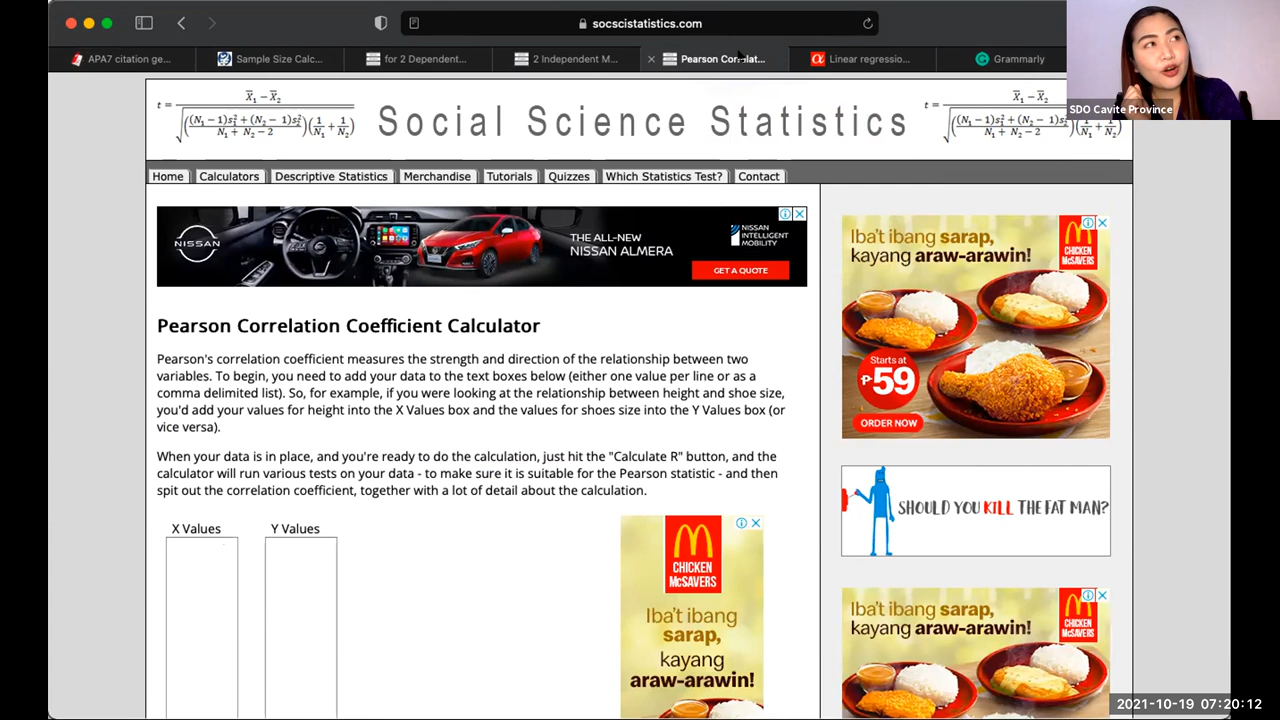 socscistatistics.com
APA7 citation ge...
Sample Size Calc...
for 2 Dependent...
2 Independent M...
Pearson Correlat...
Linear regressio...
Grammarly
SDO Cavite Province
Social Science Statistics
Home
Calculators
Descriptive Statistics
Merchandise
Tutorials
Quizzes
Which Statistics Test?
Contact
NISSAN
THE ALL-NEW
NISSAN ALMERA
NISSAN
INTELLIGENT
MOBILITY
GET A QUOTE
Iba't ibang sarap,
kayang araw-arawin!
CHICKEN
McSAVERS
Starts at
₱59
ORDER NOW
Pearson Correlation Coefficient Calculator
Pearson's correlation coefficient measures the strength and direction of the relationship between two
variables. To begin, you need to add your data to the text boxes below (either one value per line or as a
comma delimited list). So, for example, if you were looking at the relationship between height and shoe size,
you'd add your values for height into the X Values box and the values for shoes size into the Y Values box (or
vice versa).
When your data is in place, and you're ready to do the calculation, just hit the "Calculate R" button, and the
calculator will run various tests on your data - to make sure it is suitable for the Pearson statistic - and then
spit out the correlation coefficient, together with a lot of detail about the calculation.
SHOULD YOU KILL THE FAT MAN?
X Values
Y Values
CHICKEN
McSAVERS
Iba't ibang
sarap,
kayang
araw-arawin!
Iba't ibang sarap,
kayang araw-arawin!
CHICKEN
McSAVERS
2021-10-19 07:20:12